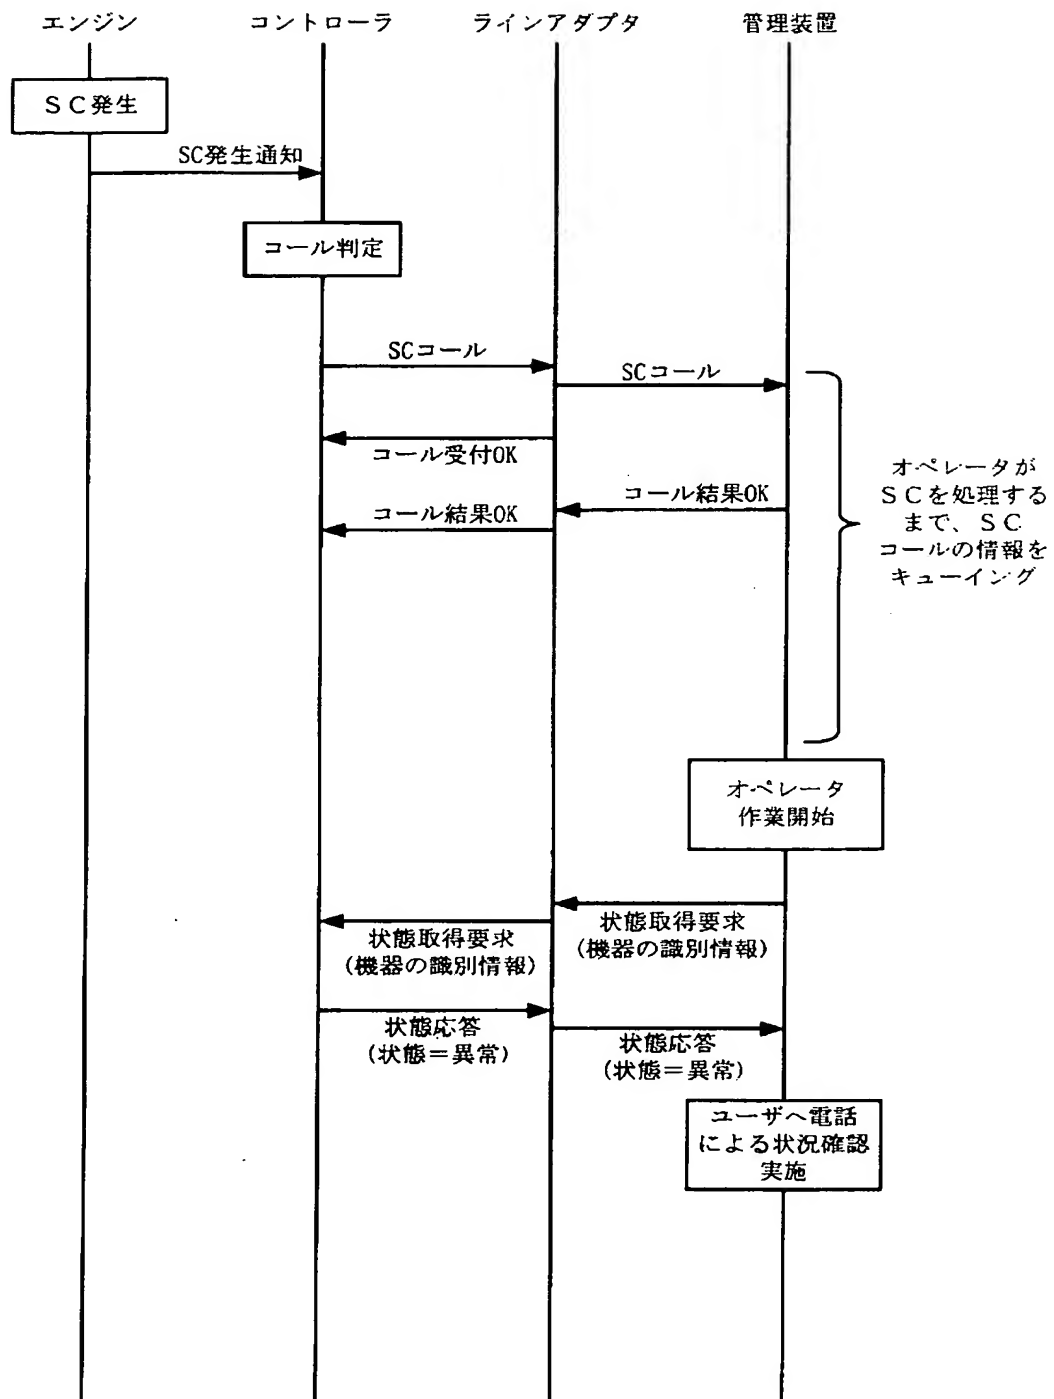 エンジン
コントローラ
ラインアダプタ
管理装置
SC発生
SC発生通知
コール判定
SCコール
SCコール
コール受付OK
コール結果OK
コール結果OK
オペレータが
SCを処理する
まで、SC
コールの情報を
キューイング
オペレータ
作業開始
状態取得要求
(機器の識別情報)
状態取得要求
(機器の識別情報)
状態応答
(状態=異常)
状態応答
(状態=異常)
ユーザへ電話
による状況確認
実施